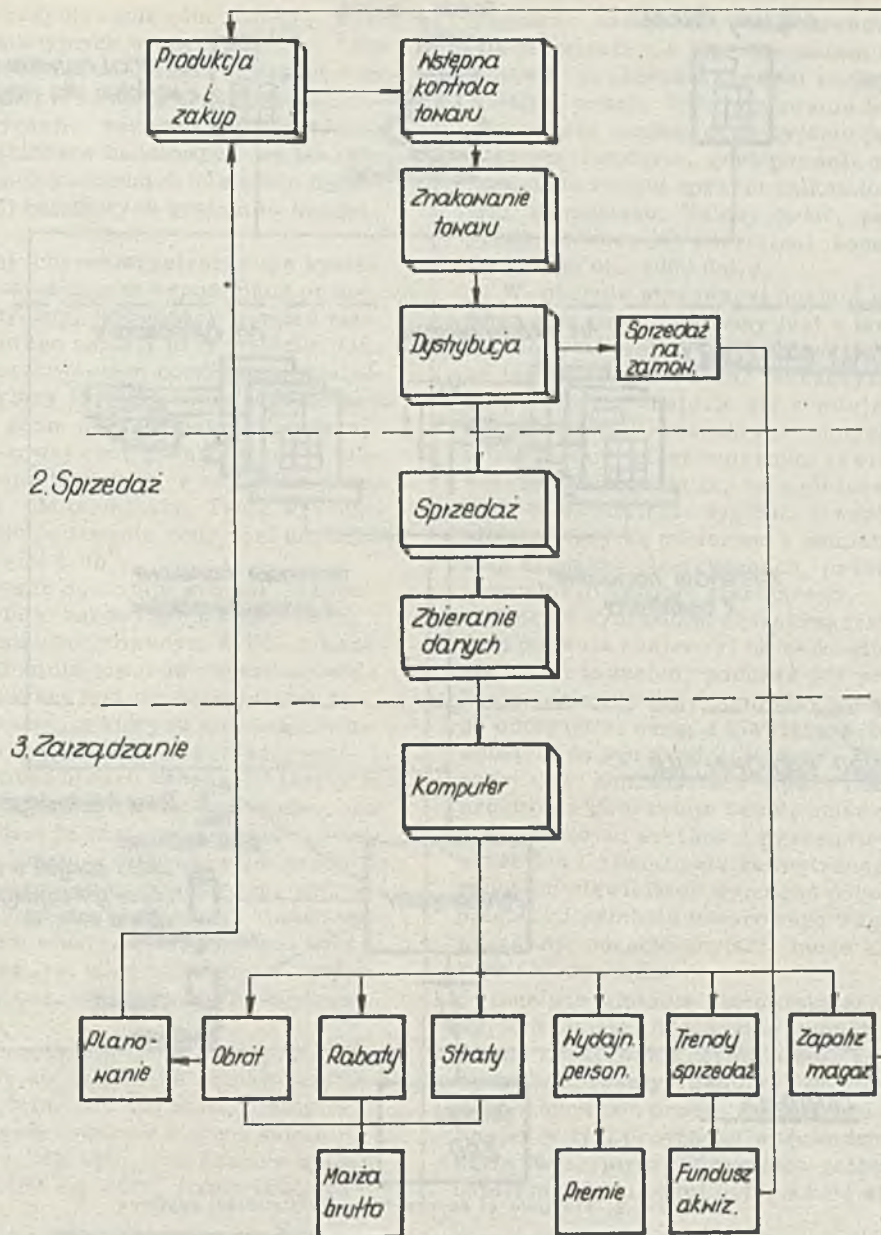 Produkcja
i
zakup
Wstępna
kontrola
towaru
Znakowanie
towaru
Dystrybucja
Sprzedaż
na.
zamów.
2. Sprzedaż
Sprzedaż
Zbieranie
danych
3. Zarządzanie
Komputer
Plano-
wanie
Obrót
Rabaty
Straty
Wydajn.
person.
Trendy
sprzedaż
Zapotrz
magaz.
Marża
brutto
Premie
Fundusz
akwiz.